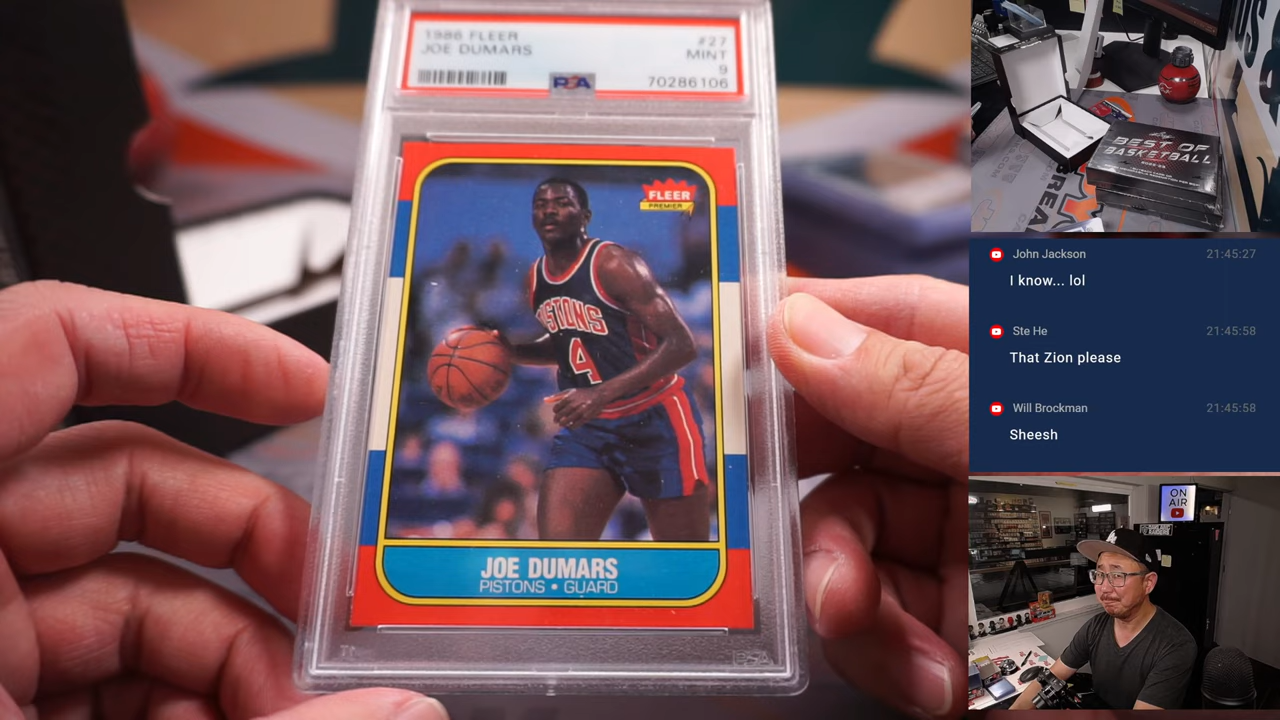 1986 FLEER
JOE DUMARS
#27
MINT
9
70286106
PSA
FLEER
PREMIER
PISTONS
4
JOE DUMARS
PISTONS • GUARD
BEST OF
BASKETBALL
BREA
John Jackson 21:45:27
I know... lol
Ste He 21:45:58
That Zion please
Will Brockman 21:45:58
Sheesh
ON
AIR